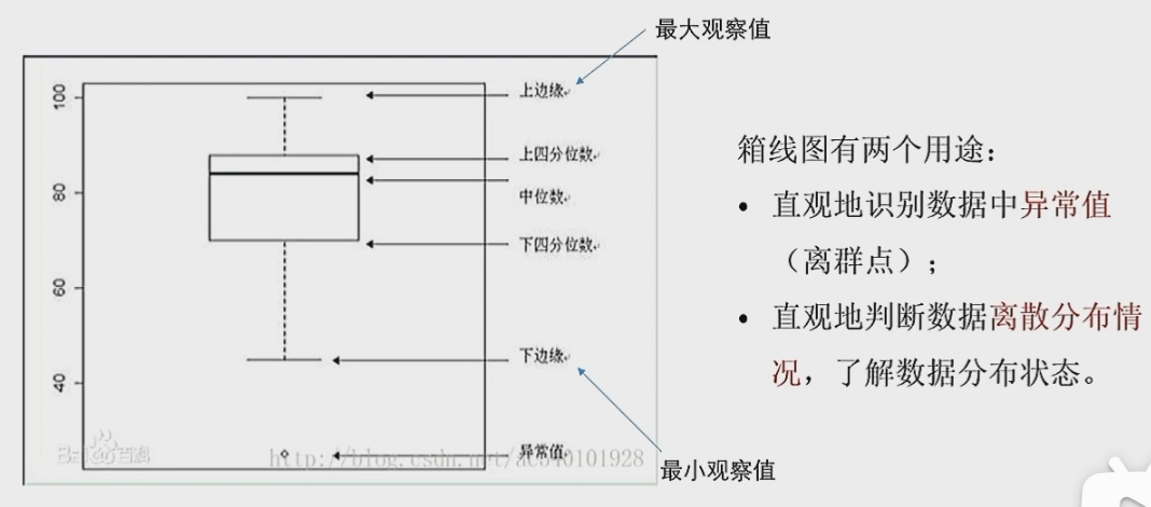 最大观察值
100
上边缘
上四分位数
箱线图有两个用途：
80
中位数
• 直观地识别数据中异常值
（离群点）；
下四分位数
60
• 直观地判断数据离散分布情
况，了解数据分布状态。
下边缘
40
异常值
Bai百科
http://blog.csdn.net/ac540101928
最小观察值